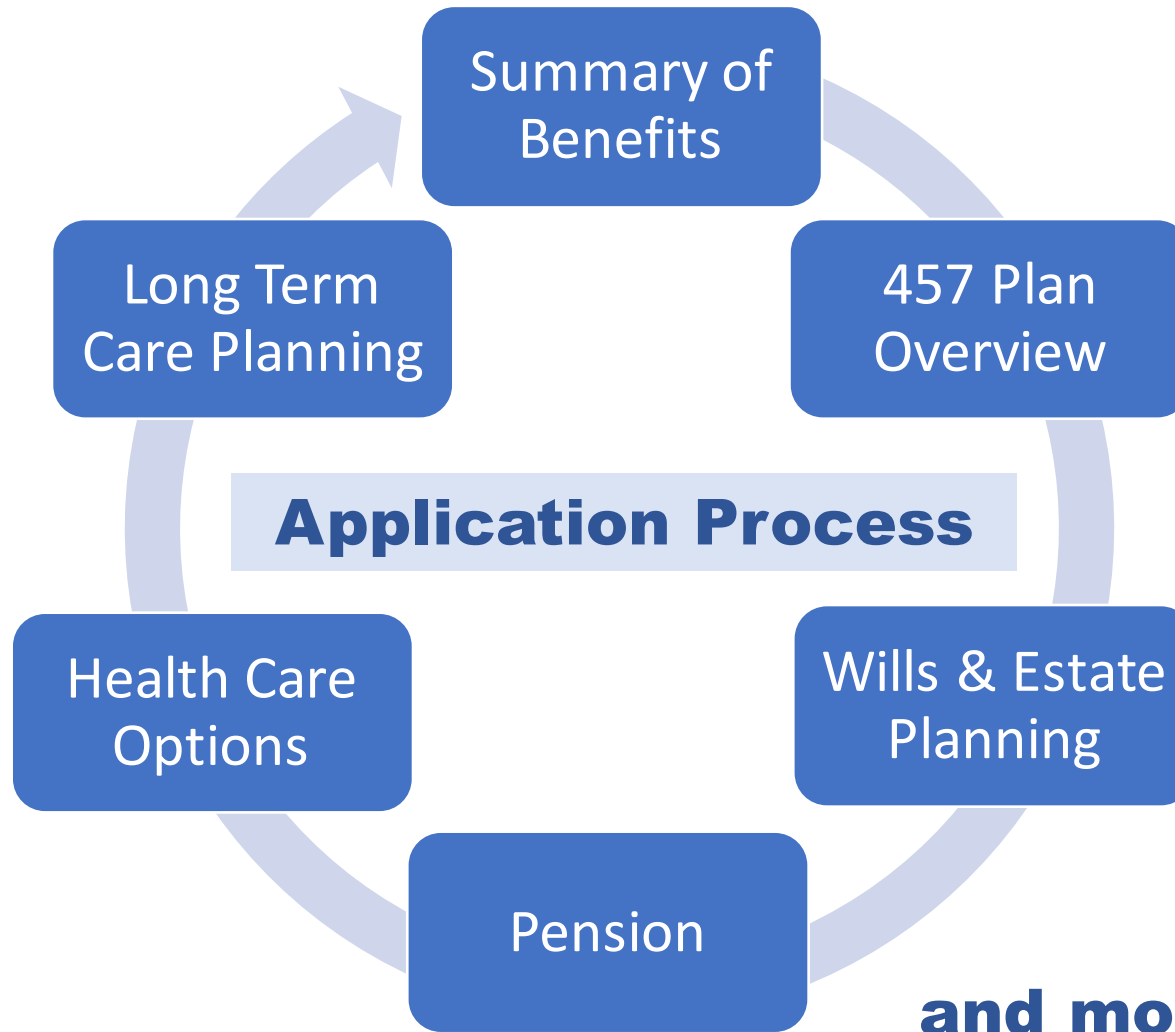 Summary of
Benefits
457 Plan
Overview
Wills & Estate
Planning
Pension
Health Care
Options
Long Term
Care Planning
Application Process
and mo